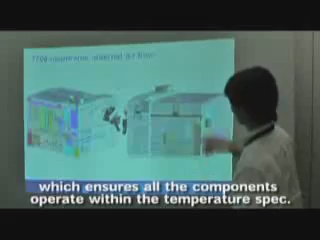 which ensures all the components
operate within the temperature spec.